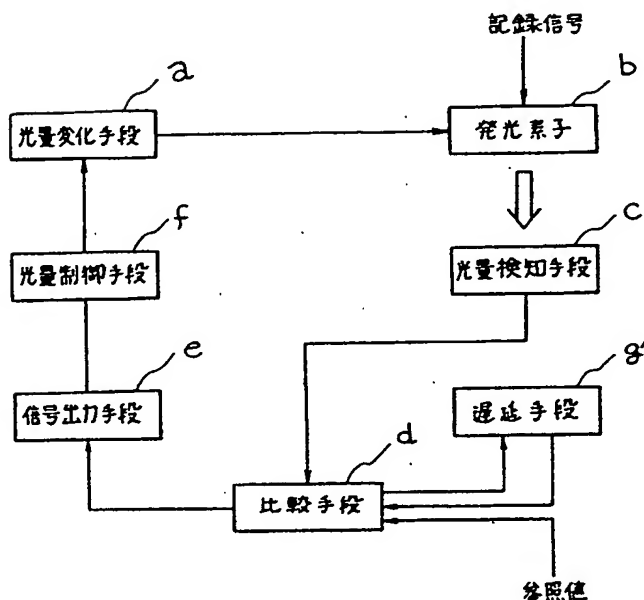 記録信号
a
b
光量変化手段
発光素子
f
c
光量制御手段
光量検知手段
e
g
信号出力手段
遅延手段
d
比較手段
参照値